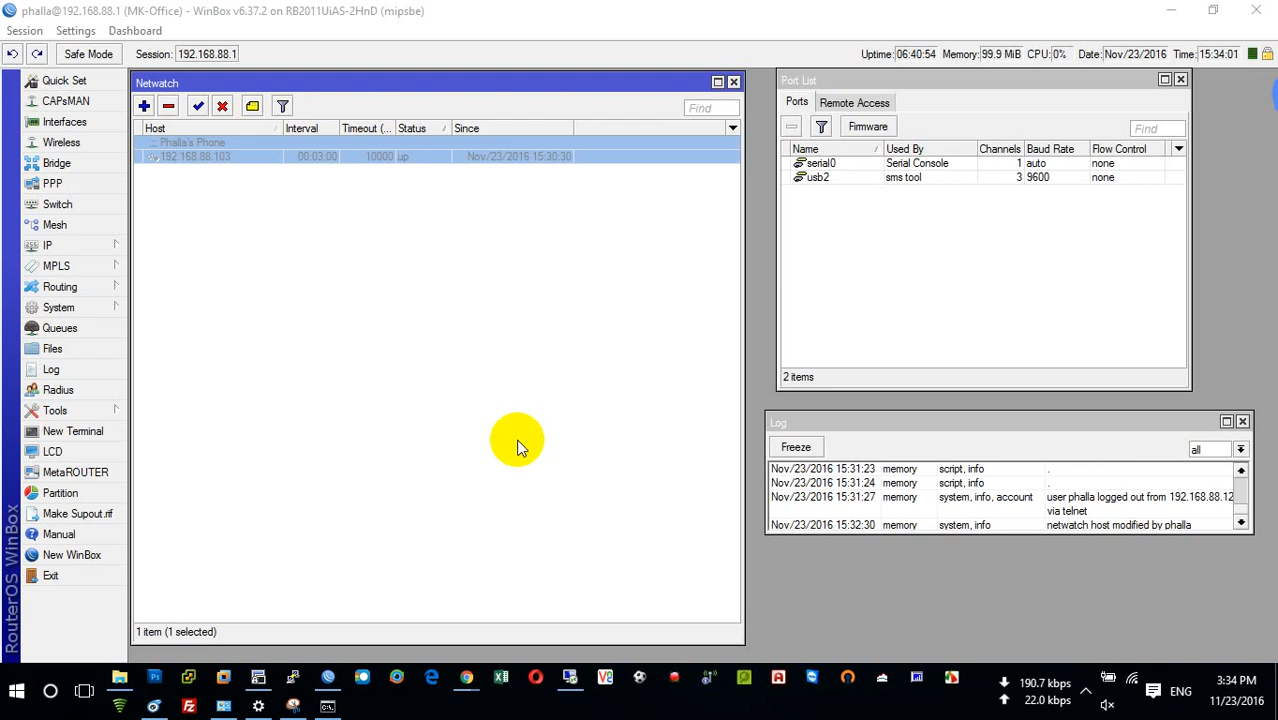 phalla@192.168.88.1 (MK-Office) - WinBox v6.37.2 on RB2011UiAS-2HnD (mipsbe)
Session Settings Dashboard
Safe Mode Session: 192.168.88.1 Uptime: 06:40:54 Memory: 99.9 MiB CPU: 0% Date: Nov/23/2016 Time: 15:34:01
Quick Set
CAPsMAN
Interfaces
Wireless
Bridge
PPP
Switch
Mesh
IP
MPLS
Routing
System
Queues
Files
Log
Radius
Tools
New Terminal
LCD
MetaROUTER
Partition
Make Supout.rif
Manual
New WinBox
Exit
RouterOS WinBox
Netwatch
Find
Host Interval Timeout (... Status Since
;;; Phalla's Phone
192.168.88.103 00:03:00 10000 up Nov/23/2016 15:30:30
1 item (1 selected)
Port List
Ports Remote Access
Firmware Find
Name Used By Channels Baud Rate Flow Control
serial0 Serial Console 1 auto none
usb2 sms tool 3 9600 none
2 items
Log
Freeze all
Nov/23/2016 15:31:23 memory script, info .
Nov/23/2016 15:31:24 memory script, info .
Nov/23/2016 15:31:27 memory system, info, account user phalla logged out from 192.168.88.12
via telnet
Nov/23/2016 15:32:30 memory system, info netwatch host modified by phalla
190.7 kbps
22.0 kbps
ENG
3:34 PM
11/23/2016